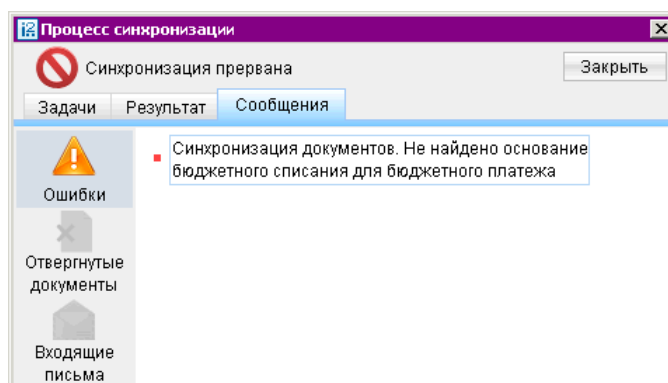 Процесс синхронизации
Синхронизация прервана
Закрыть
Задачи Результат Сообщения
Синхронизация документов. Не найдено основание
бюджетного списания для бюджетного платежа
Ошибки
Отвергнутые
документы
Входящие
письма